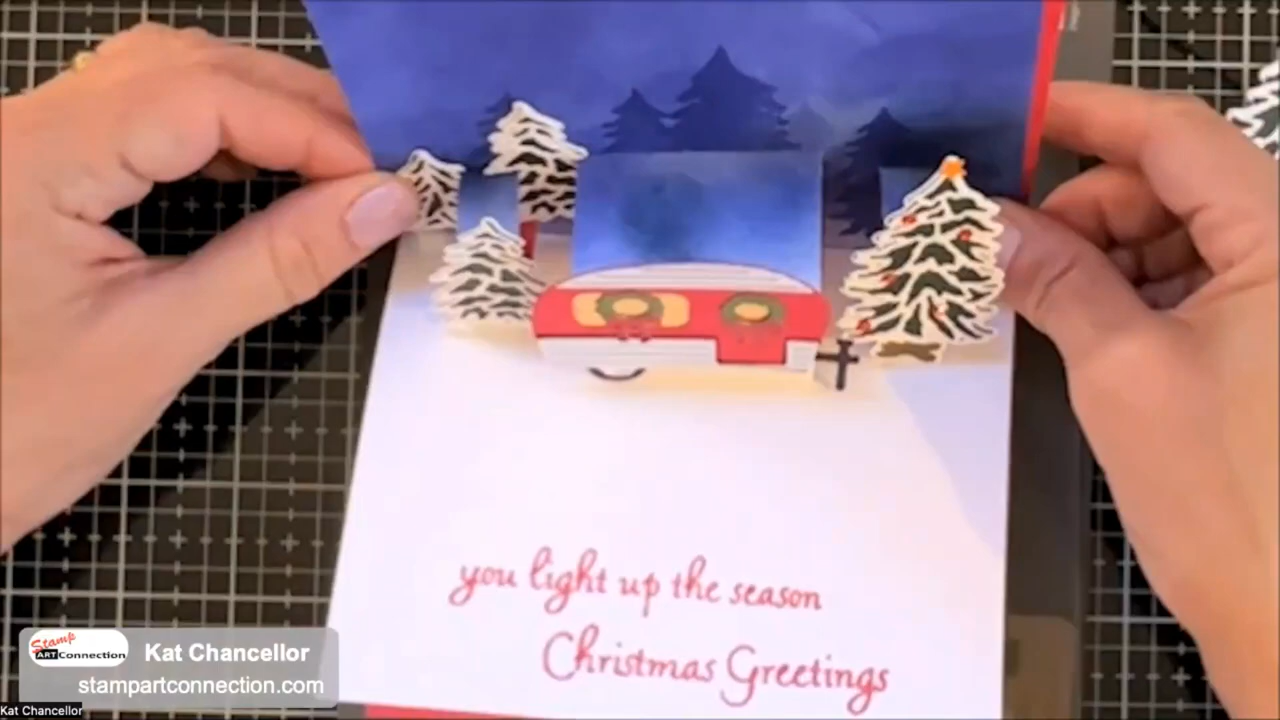 you light up the season
Christmas Greetings
Stamp
ART Connection
Kat Chancellor
stampartconnection.com
Kat Chancellor